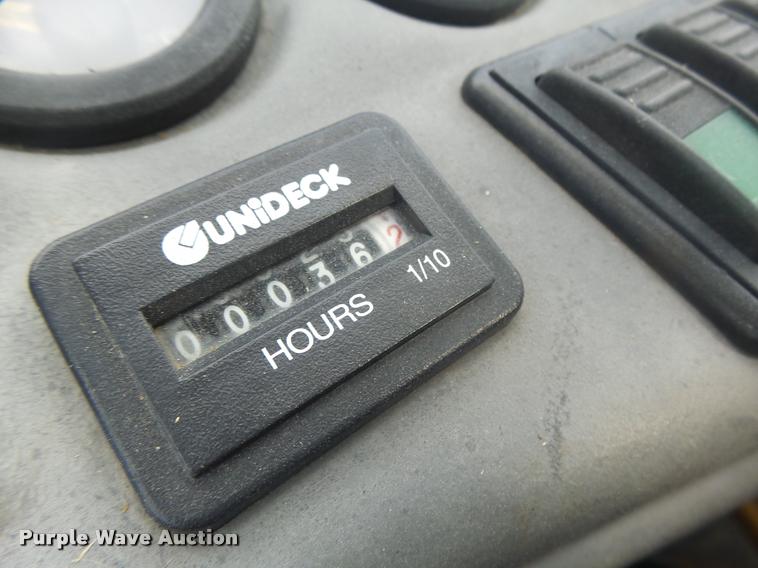 UNiDECK
000362
HOURS 1/10
Purple Wave Auction